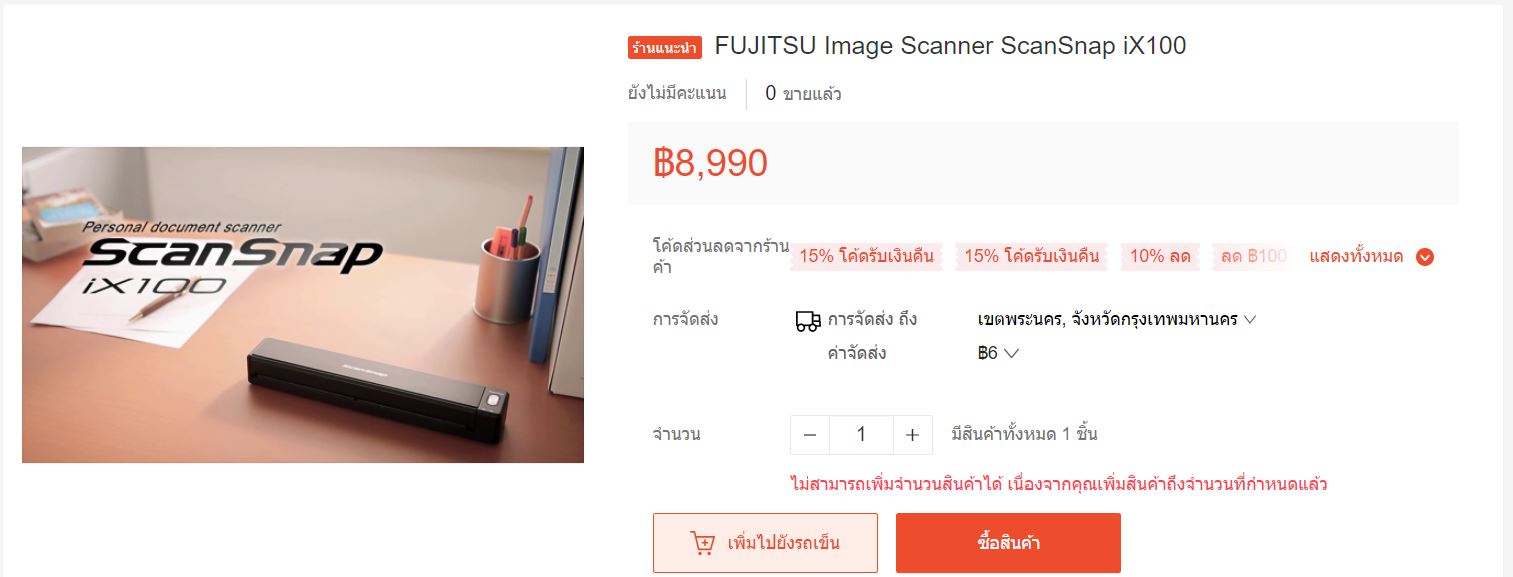 ร้านแนะนำ FUJITSU Image Scanner ScanSnap iX100
ยังไม่มีคะแนน 0 ขายแล้ว
฿8,990
Personal document scanner
ScanSnap
iX100
ScanSnap
โค้ดส่วนลดจากร้าน
ค้า
15% โค้ดรับเงินคืน 15% โค้ดรับเงินคืน 10% ลด ลด ฿100 แสดงทั้งหมด
การจัดส่ง การจัดส่ง ถึง เขตพระนคร, จังหวัดกรุงเทพมหานคร
ค่าจัดส่ง ฿6
จำนวน − 1 + มีสินค้าทั้งหมด 1 ชิ้น
ไม่สามารถเพิ่มจำนวนสินค้าได้ เนื่องจากคุณเพิ่มสินค้าถึงจำนวนที่กำหนดแล้ว
เพิ่มไปยังรถเข็น ซื้อสินค้า